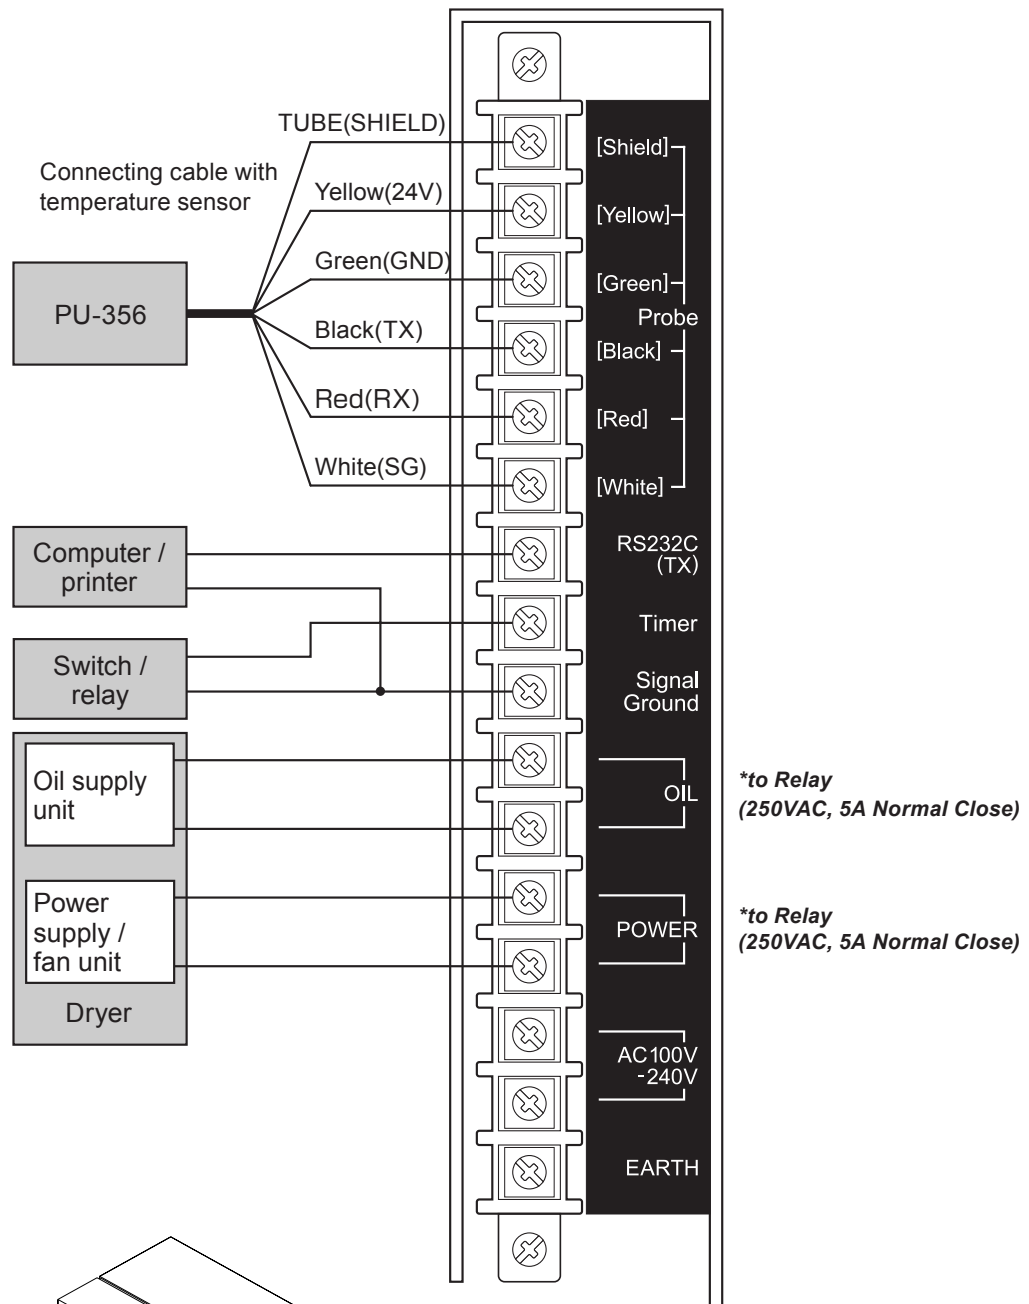 TUBE(SHIELD)
Connecting cable with
temperature sensor
Yellow(24V)
Green(GND)
PU-356
Black(TX)
Red(RX)
White(SG)
[Shield]
[Yellow]
[Green]
Probe
[Black]
[Red]
[White]
Computer /
printer
RS232C
(TX)
Timer
Switch /
relay
Signal
Ground
Oil supply
unit
OIL
*to Relay
(250VAC, 5A Normal Close)
Power
supply /
fan unit
POWER
*to Relay
(250VAC, 5A Normal Close)
Dryer
AC100V
-240V
EARTH